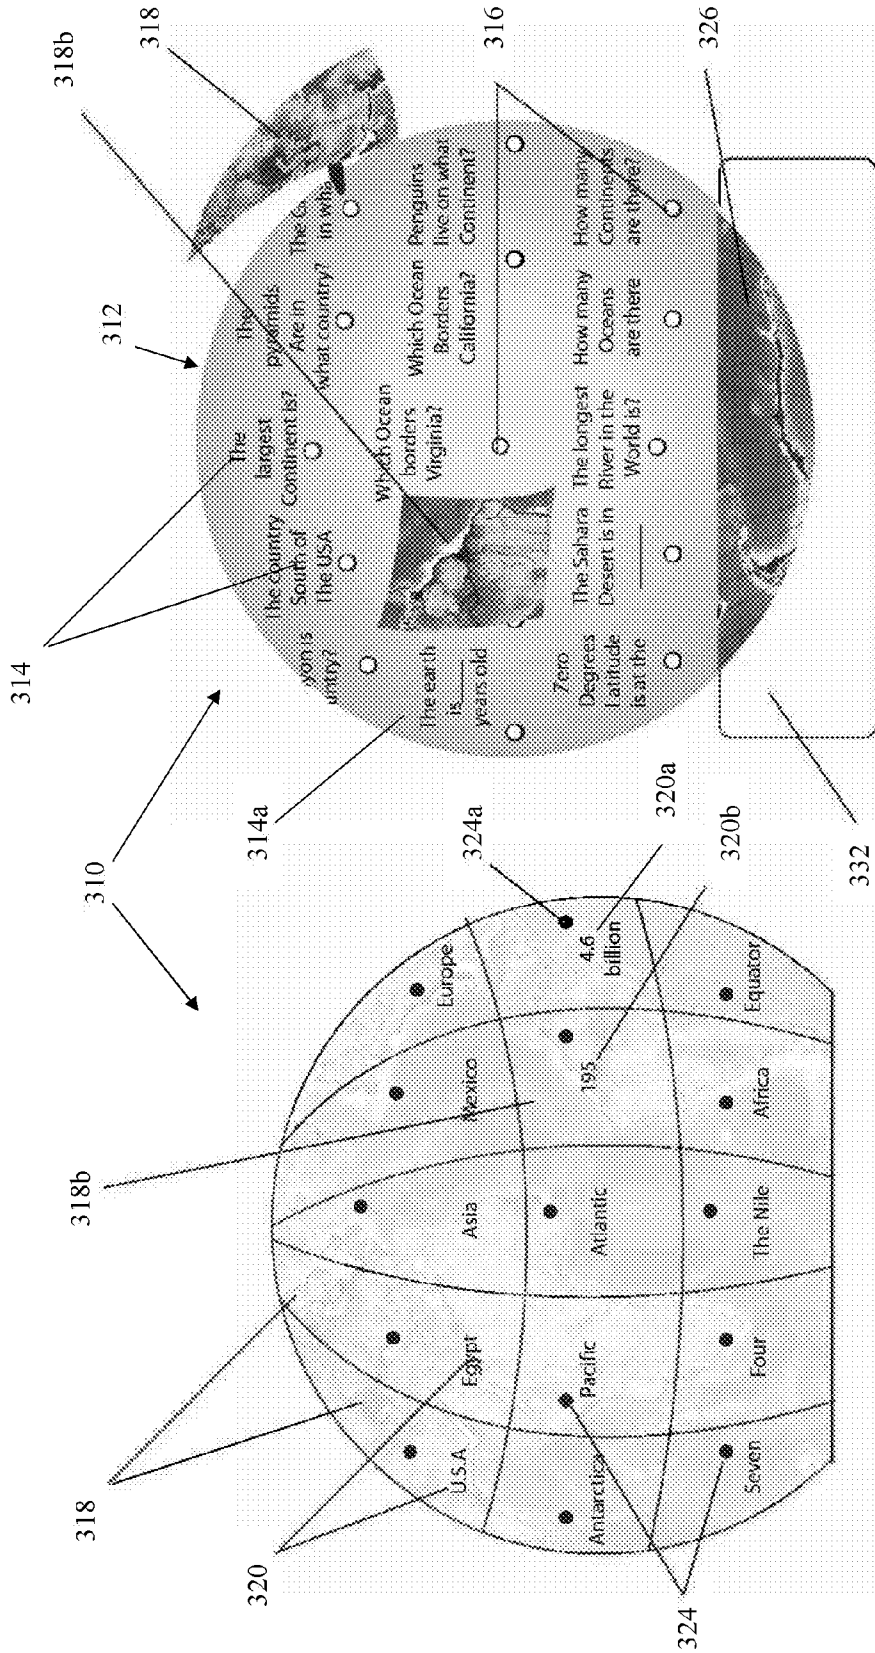 310
318
318b
320
324
324a
320a
320b
U.S.A
Egypt
Asia
Mexico
Europe
Antarctica
Pacific
Atlantic
195
4.6
billion
Seven
Four
The Nile
Africa
Equator
312
314
314a
318b
318
316
326
332
yon is
untry?
The country
South of
The USA
The
largest
Continent is?
The
pyramids
Are in
what country?
in wha
The earth
is___
years old
Which Ocean
borders
Virginia?
Which Ocean
Borders
California?
Penguins
live on what
Continent?
Zero
Degrees
Latitude
is at the
The Sahara
Desert is in
The longest
River in the
World is?
How many
Oceans
are there
How many
Continents
are there?